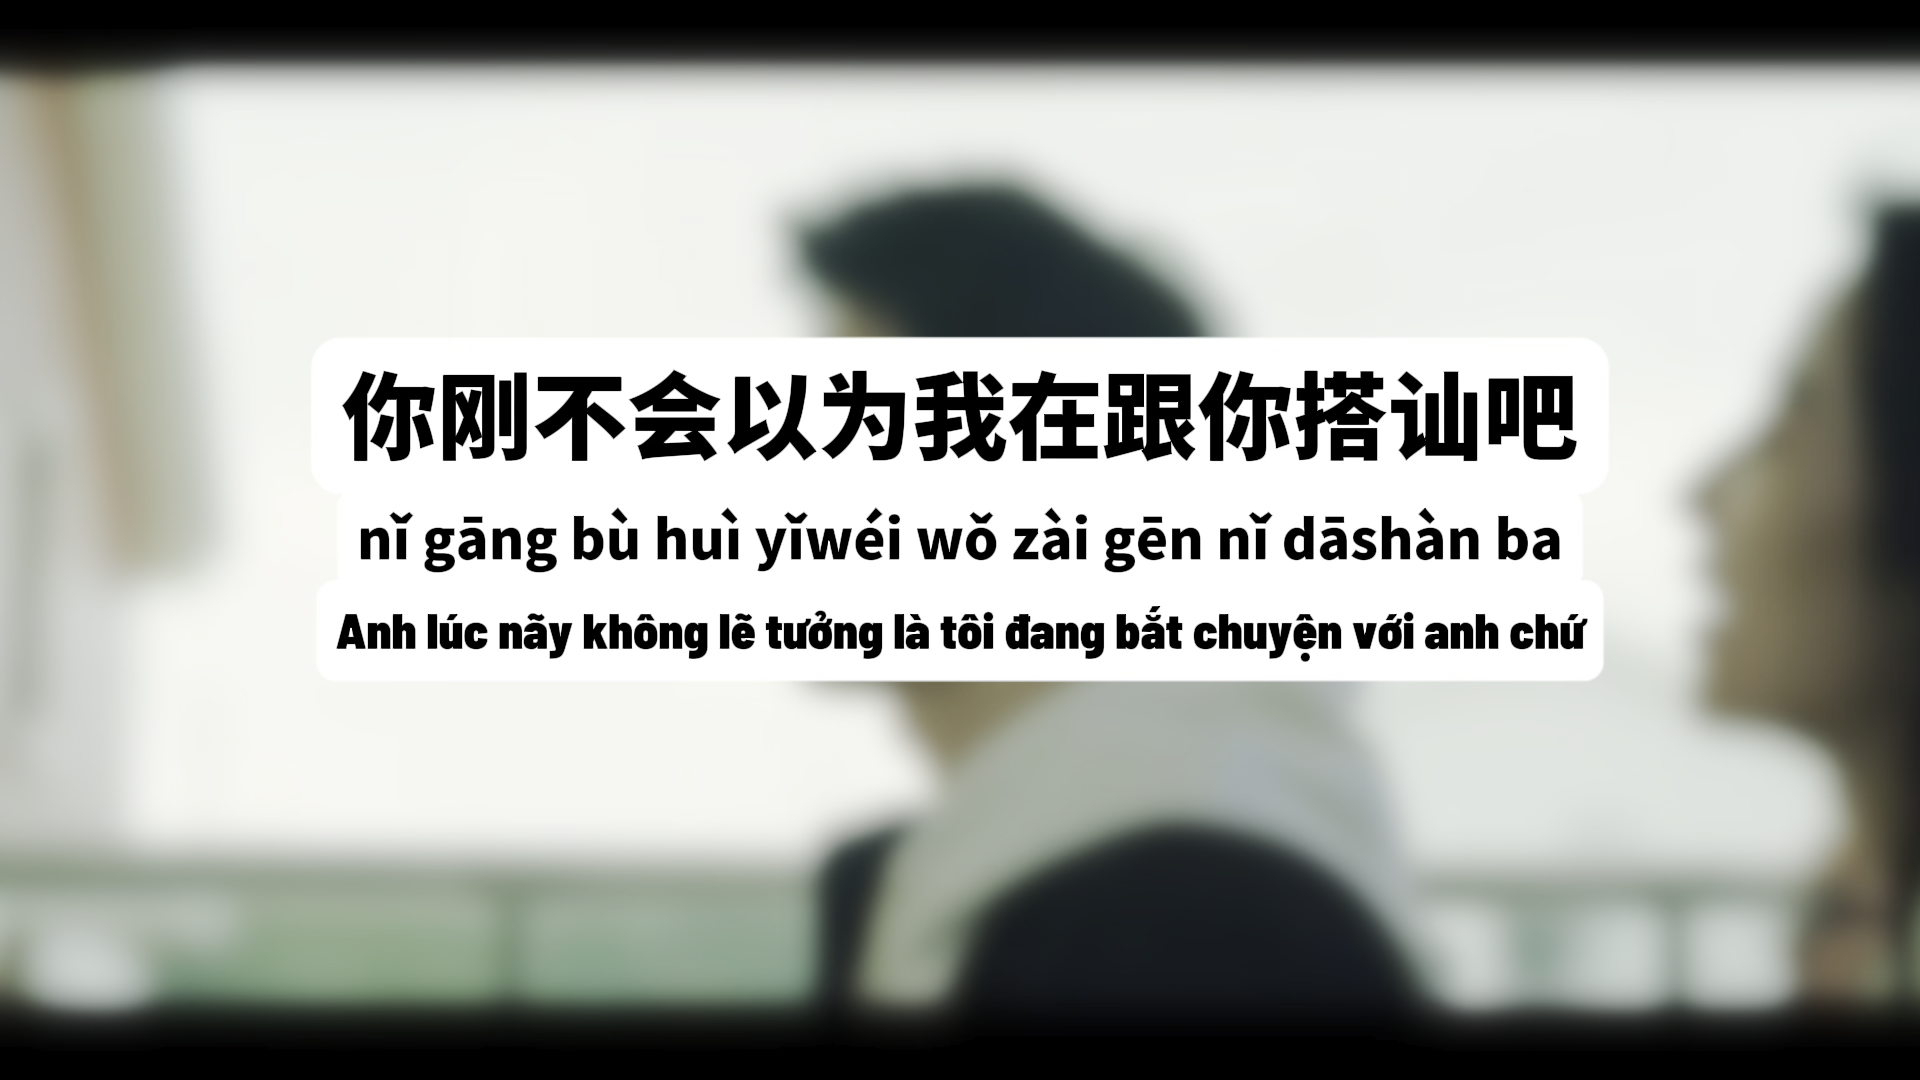 你刚不会以为我在跟你搭讪吧
nǐ gāng bù huì yǐwéi wǒ zài gēn nǐ dāshàn ba
Anh lúc nãy không lẽ tưởng là tôi đang bắt chuyện với anh chứ